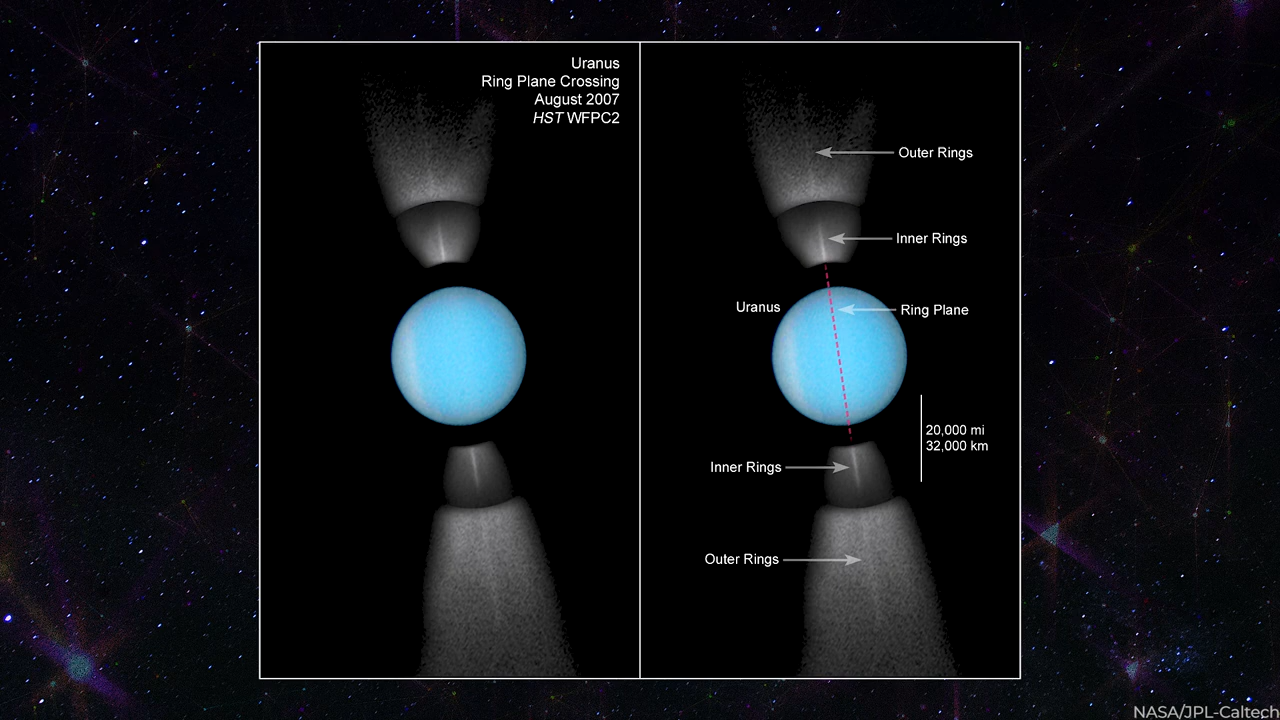 Uranus
Ring Plane Crossing
August 2007
HST WFPC2
Outer Rings
Inner Rings
Uranus
Ring Plane
20,000 mi
32,000 km
Inner Rings
Outer Rings
NASA/JPL-Caltech